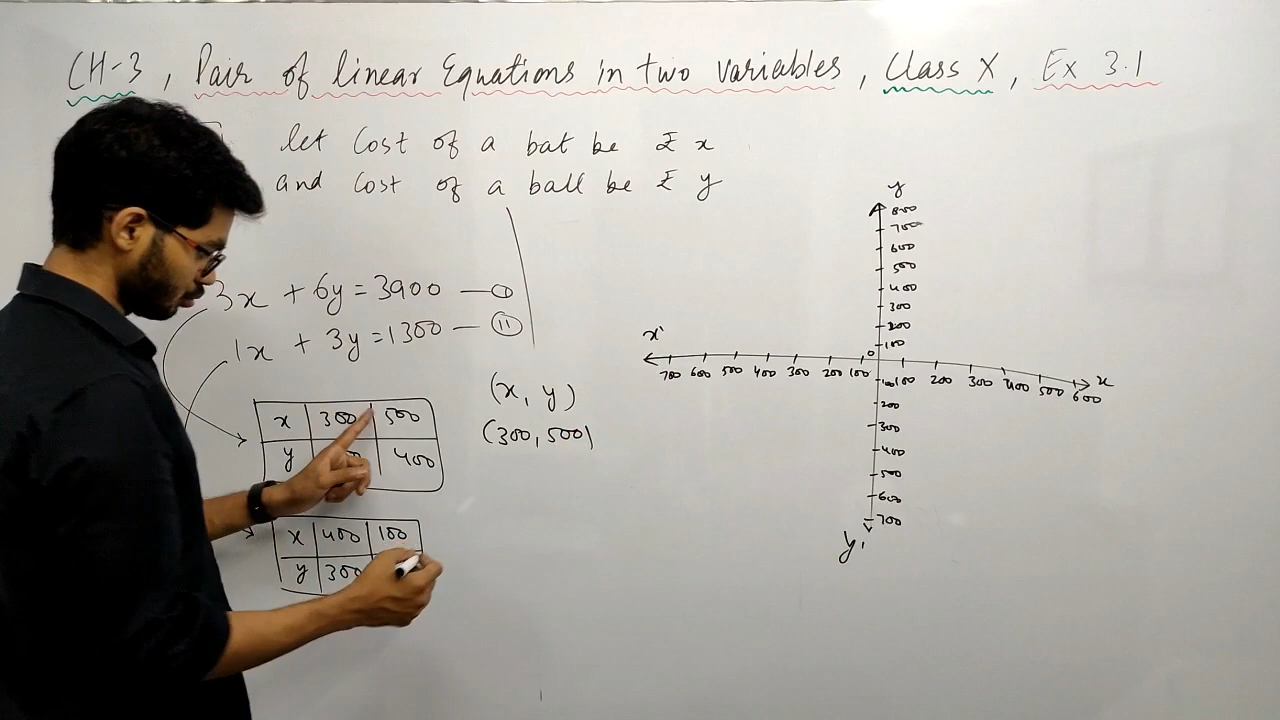 CH-3, Pair of linear Equations in two variables, Class X, Ex 3.1
let Cost of a bat be ₹ x
and Cost of a ball be ₹ y
3x + 6y = 3900 — I
1x + 3y = 1300 — II
(x, y)
(300, 500)
x 300 500
y 400
x 400 100
y 300
y
800
700
600
500
400
300
200
100
x' 0 x
700 600 500 400 300 200 100 100 200 300 400 500 600
100
200
300
400
500
600
700
y'